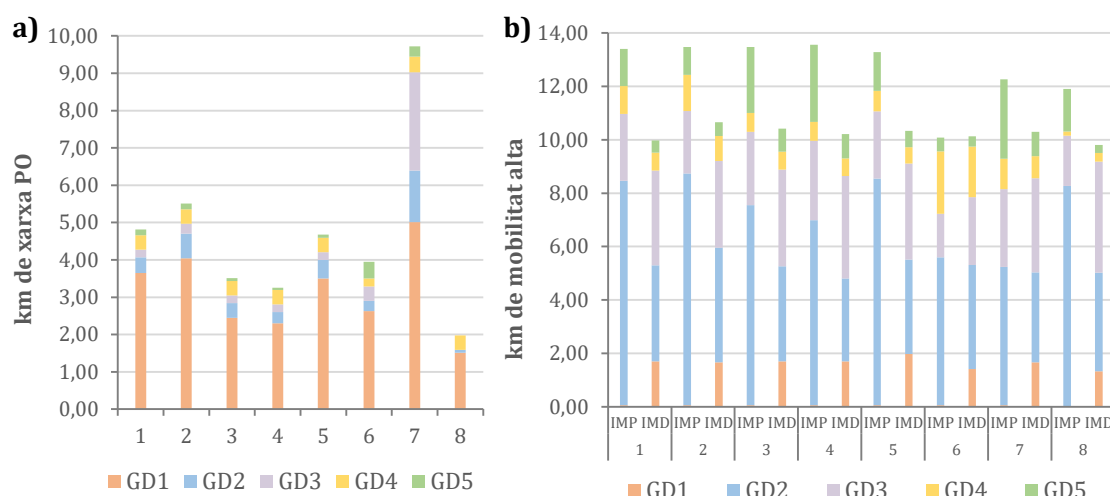 a)
km de xarxa PO
10,00
9,00
8,00
7,00
6,00
5,00
4,00
3,00
2,00
1,00
0,00
1 2 3 4 5 6 7 8
GD1 GD2 GD3 GD4 GD5
b)
km de mobilitat alta
14,00
12,00
10,00
8,00
6,00
4,00
2,00
0,00
IMP IMD IMP IMD IMP IMD IMP IMD IMP IMD IMP IMD IMP IMD IMP IMD
1 2 3 4 5 6 7 8
GD1 GD2 GD3 GD4 GD5